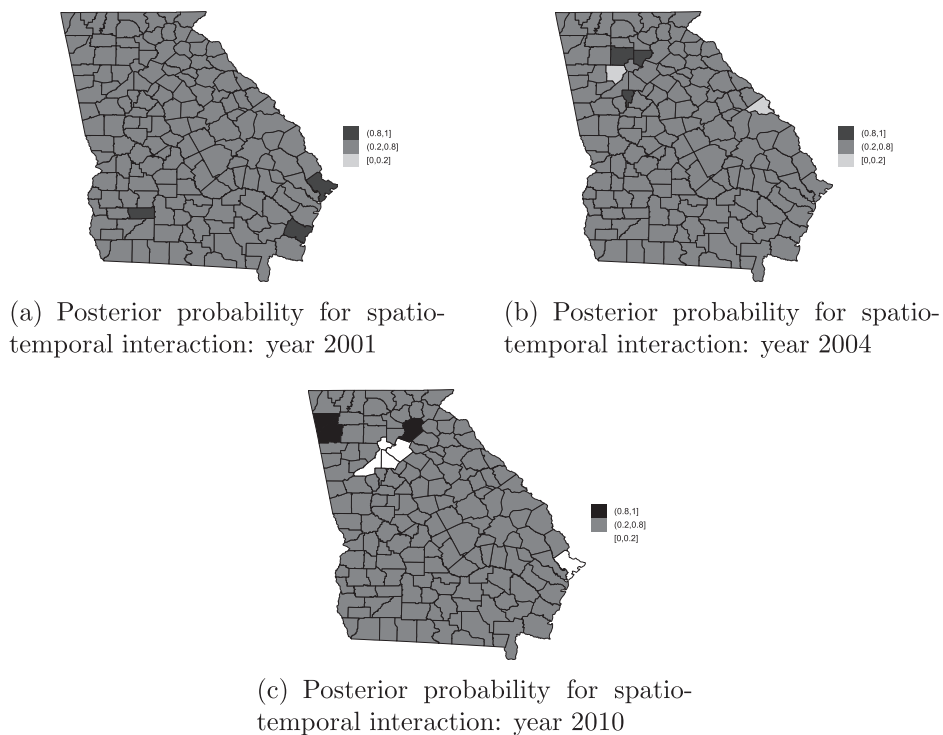 (0.8,1]
(0.2,0.8]
[0,0.2]
(0.8,1]
(0.2,0.8]
[0,0.2]
(a) Posterior probability for spatio-
temporal interaction: year 2001
(b) Posterior probability for spatio-
temporal interaction: year 2004
(0.8,1]
(0.2,0.8]
[0,0.2]
(c) Posterior probability for spatio-
temporal interaction: year 2010